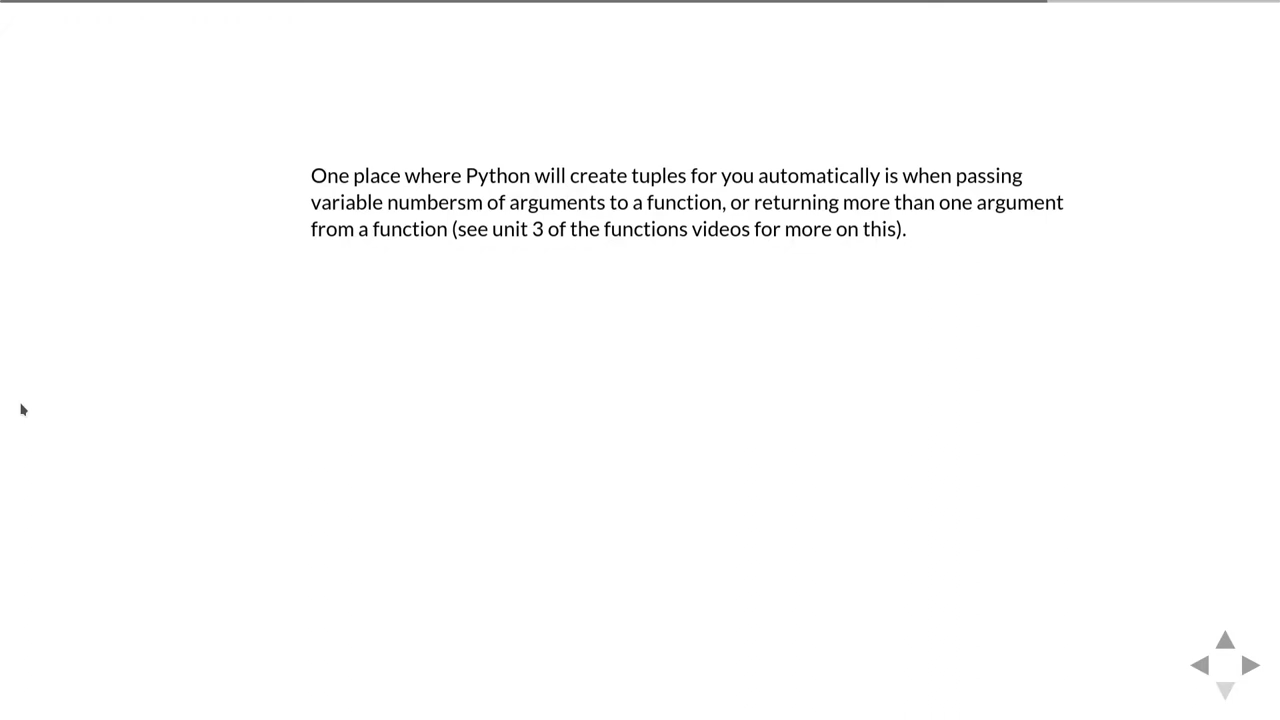 One place where Python will create tuples for you automatically is when passing
variable numbersm of arguments to a function, or returning more than one argument
from a function (see unit 3 of the functions videos for more on this).